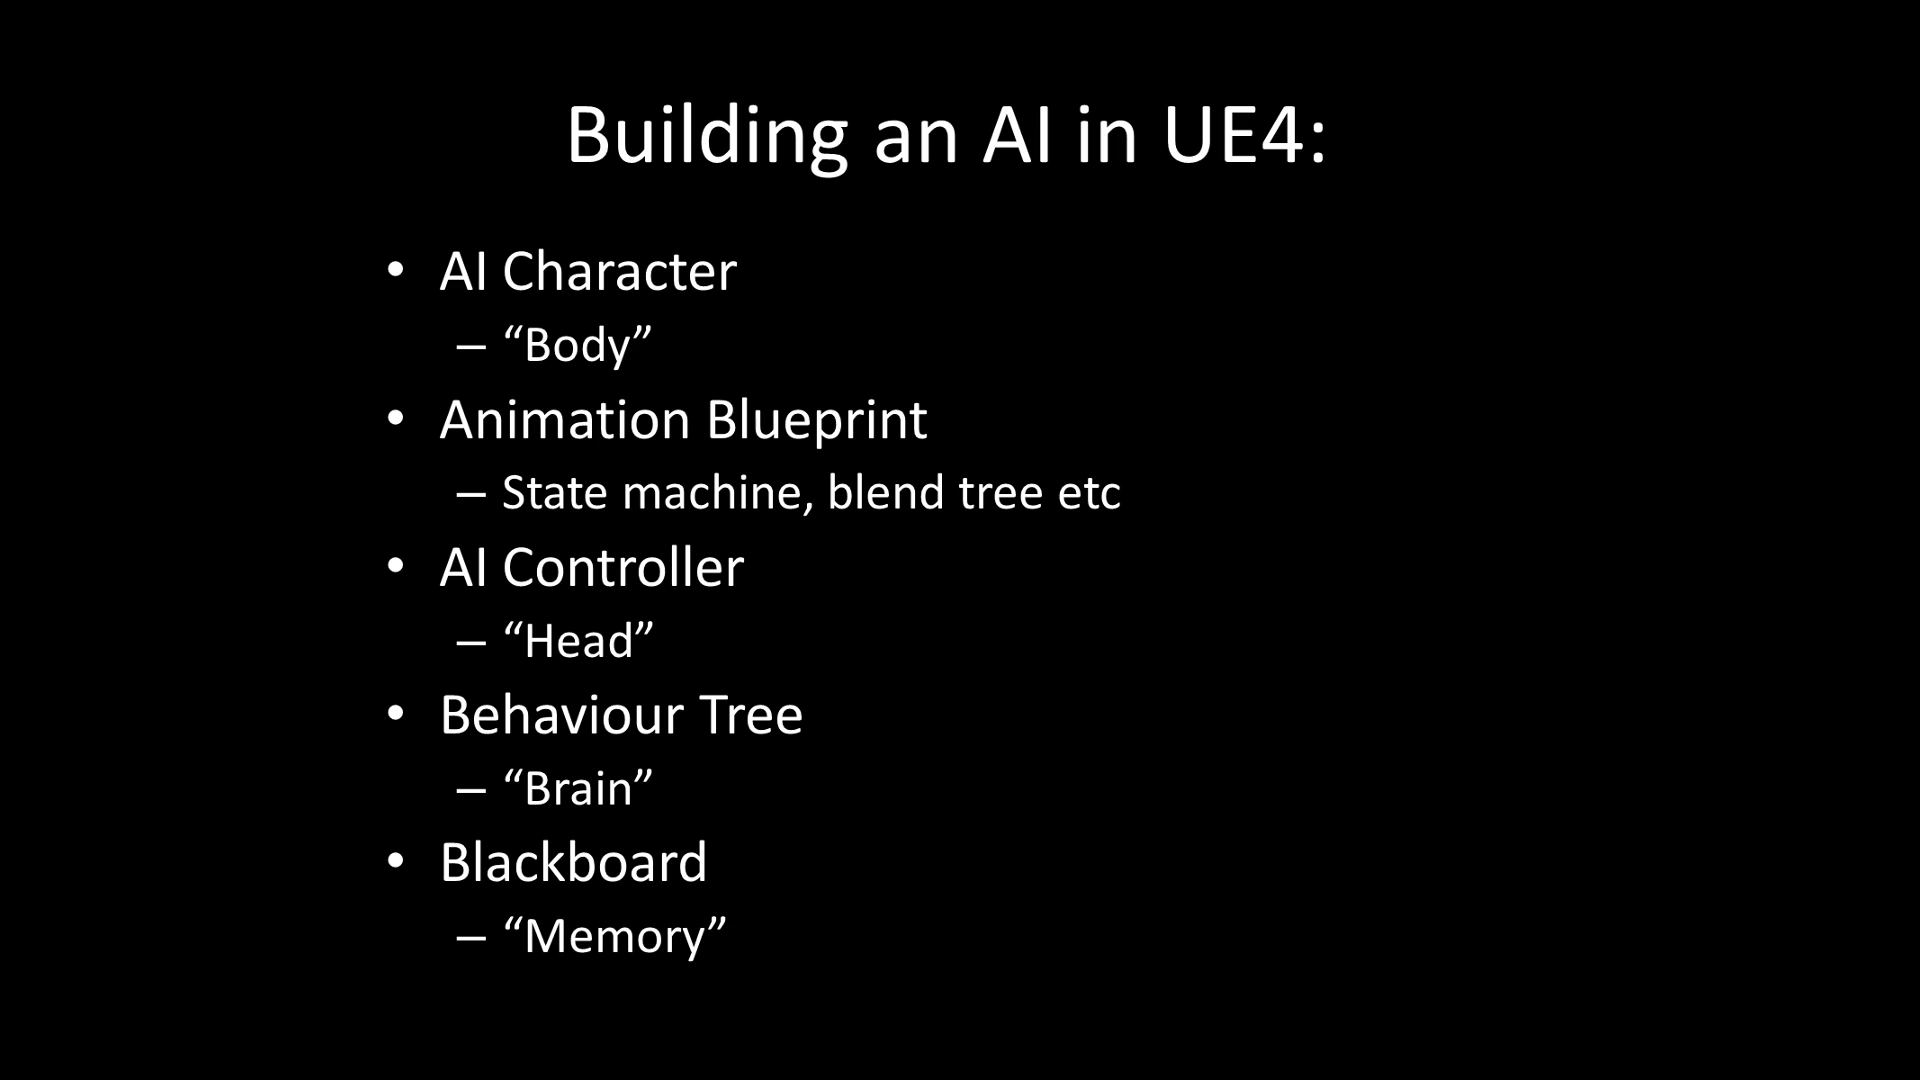 Building an AI in UE4:
• AI Character
– “Body”
• Animation Blueprint
– State machine, blend tree etc
• AI Controller
– “Head”
• Behaviour Tree
– “Brain”
• Blackboard
– “Memory”